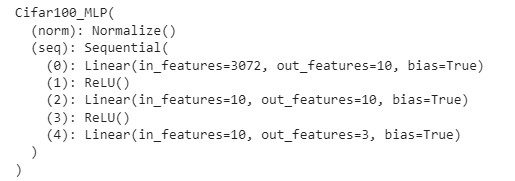 Cifar100_MLP(
  (norm): Normalize()
  (seq): Sequential(
    (0): Linear(in_features=3072, out_features=10, bias=True)
    (1): ReLU()
    (2): Linear(in_features=10, out_features=10, bias=True)
    (3): ReLU()
    (4): Linear(in_features=10, out_features=3, bias=True)
  )
)